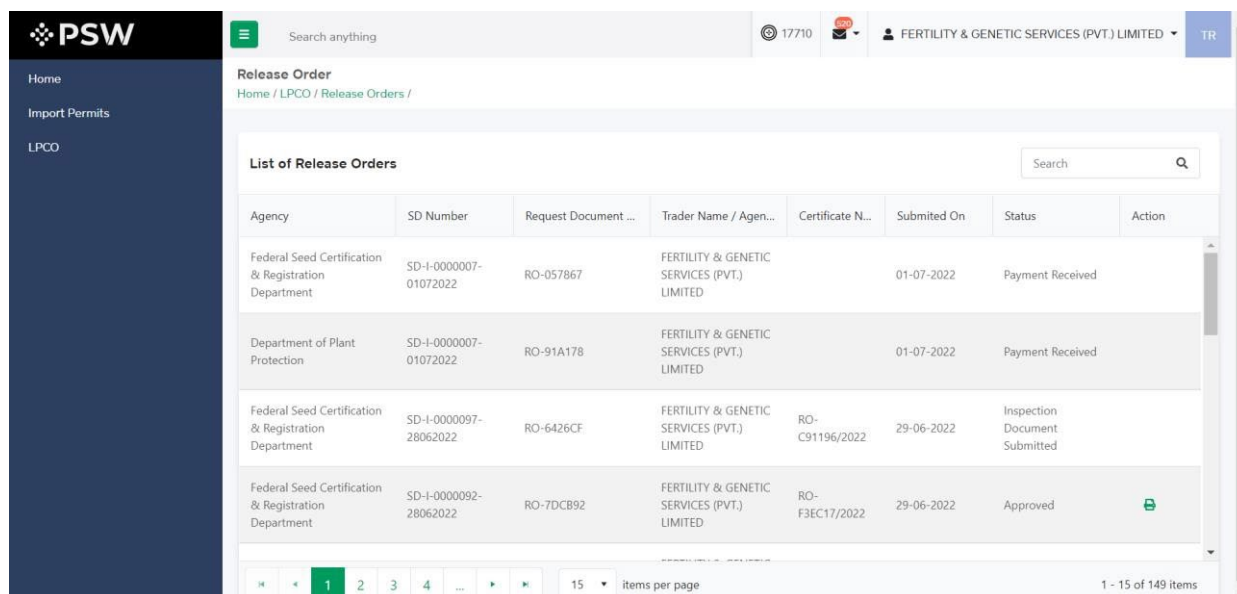 PSW
Search anything
17710
520
FERTILITY & GENETIC SERVICES (PVT.) LIMITED
TR
Home
Import Permits
LPCO
Release Order
Home / LPCO / Release Orders /
List of Release Orders
Search
Agency
SD Number
Request Document ...
Trader Name / Agen...
Certificate N...
Submited On
Status
Action
Federal Seed Certification
& Registration
Department
SD-I-0000007-
01072022
RO-057867
FERTILITY & GENETIC
SERVICES (PVT.)
LIMITED
01-07-2022
Payment Received
Department of Plant
Protection
SD-I-0000007-
01072022
RO-91A178
FERTILITY & GENETIC
SERVICES (PVT.)
LIMITED
01-07-2022
Payment Received
Federal Seed Certification
& Registration
Department
SD-I-0000097-
28062022
RO-6426CF
FERTILITY & GENETIC
SERVICES (PVT.)
LIMITED
RO-
C91196/2022
29-06-2022
Inspection
Document
Submitted
Federal Seed Certification
& Registration
Department
SD-I-0000092-
28062022
RO-7DCB92
FERTILITY & GENETIC
SERVICES (PVT.)
LIMITED
RO-
F3EC17/2022
29-06-2022
Approved
1 2 3 4 ...
15 items per page
1 - 15 of 149 items